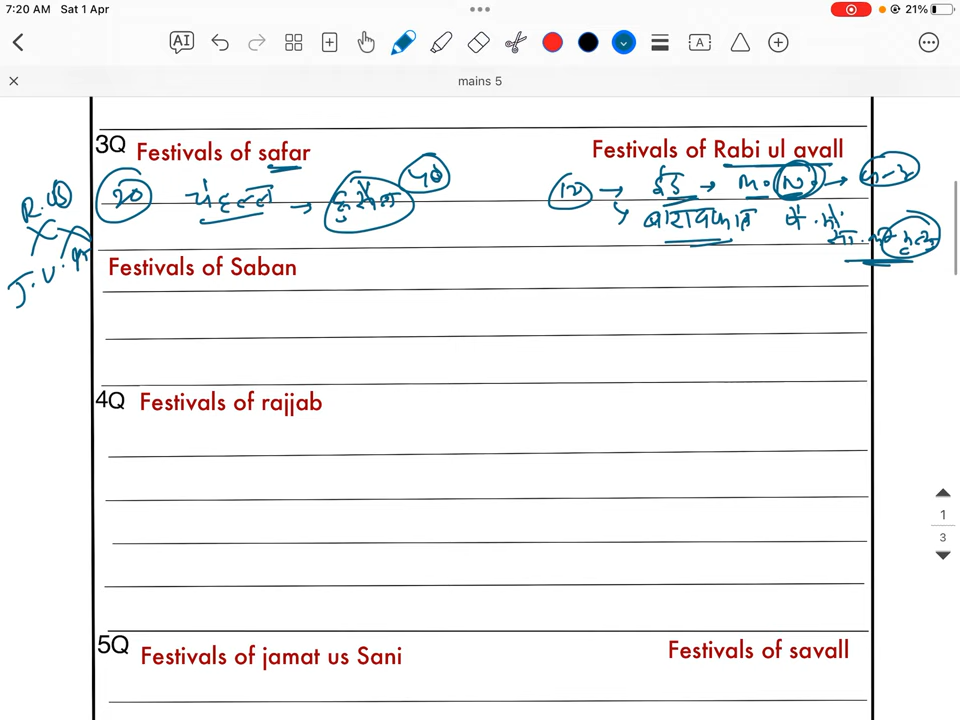 7:20 AM Sat 1 Apr
21%
AI
A
mains 5
3Q Festivals of safar
Festivals of Rabi ul avall
20
40
12 → ईद → M. N. →
बारावफात
J. U.
Festivals of Saban
4Q Festivals of rajjab
1
3
5Q Festivals of jamat us Sani
Festivals of savall